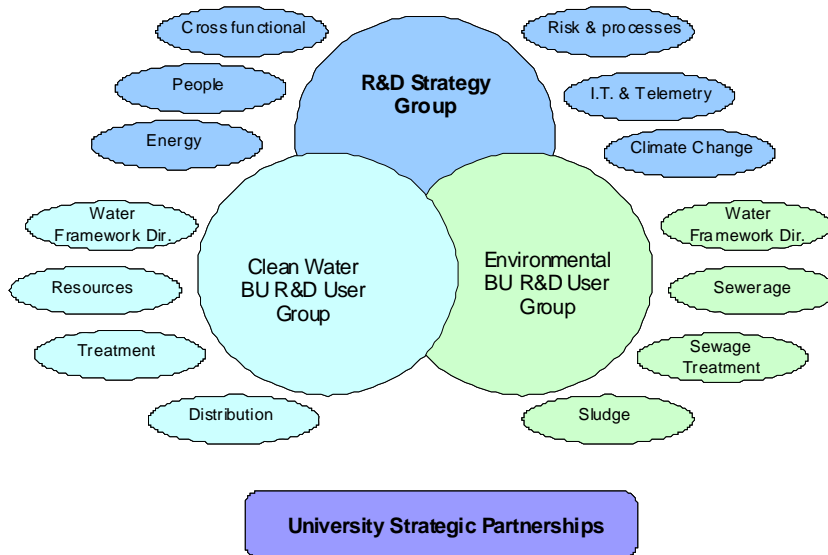 Cross functional
Risk & processes
People
R&D Strategy
Group
I.T. & Telemetry
Energy
Climate Change
Water
Framework Dir.
Water
Framework Dir.
Clean Water
BU R&D User
Group
Environmental
BU R&D User
Group
Resources
Sewerage
Treatment
Sewage
Treatment
Distribution
Sludge
University Strategic Partnerships